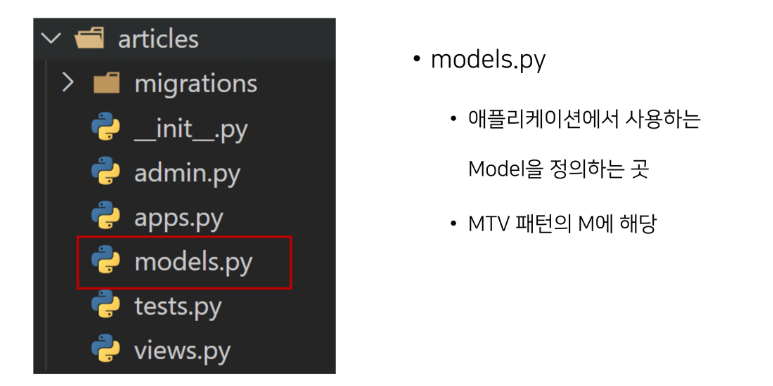 articles
migrations
__init__.py
admin.py
apps.py
models.py
tests.py
views.py
• models.py
• 애플리케이션에서 사용하는
Model을 정의하는 곳
• MTV 패턴의 M에 해당